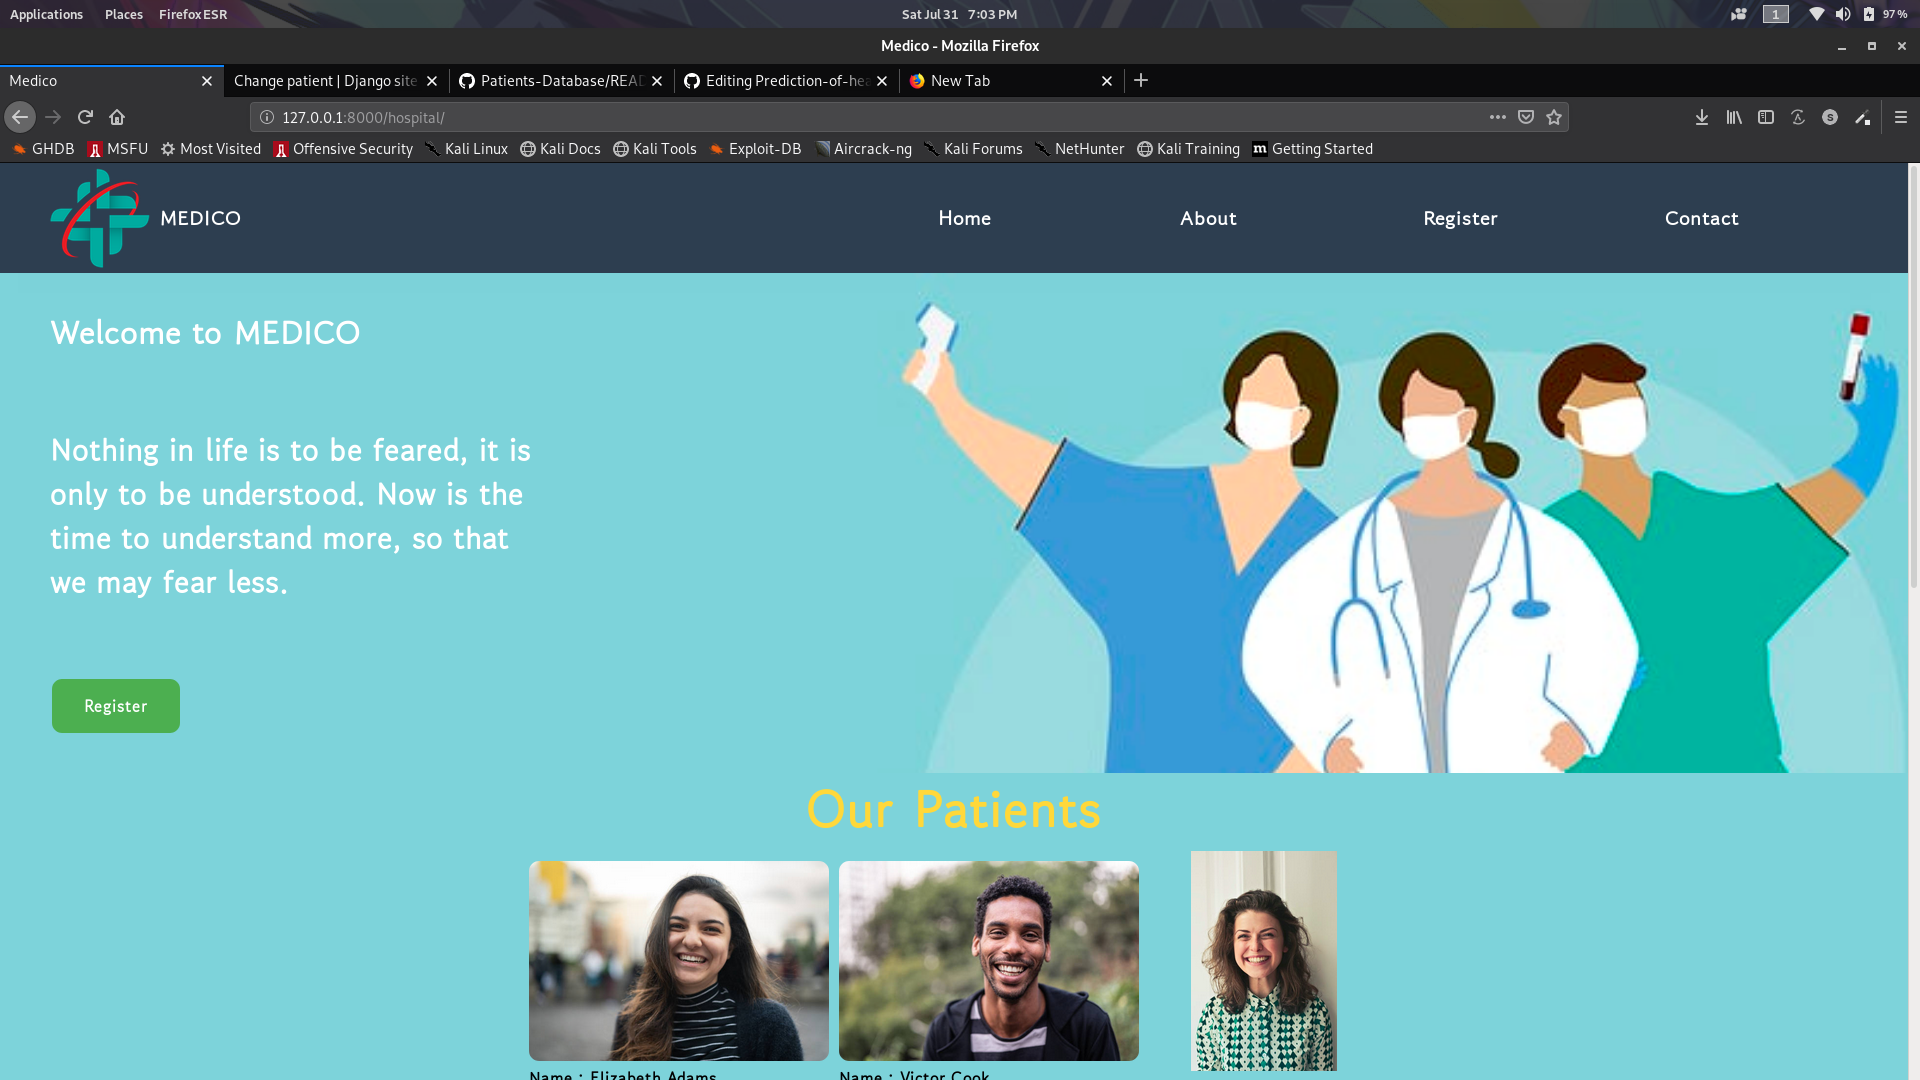 Applications Places Firefox ESR Sat Jul 31 7:03 PM 1 97%
Medico - Mozilla Firefox
Medico Change patient | Django site Patients-Database/READ Editing Prediction-of-hea New Tab
127.0.0.1:8000/hospital/
GHDB MSFU Most Visited Offensive Security Kali Linux Kali Docs Kali Tools Exploit-DB Aircrack-ng Kali Forums NetHunter Kali Training Getting Started
MEDICO Home About Register Contact
Welcome to MEDICO
Nothing in life is to be feared, it is
only to be understood. Now is the
time to understand more, so that
we may fear less.
Register
Our Patients
Name : Elizabeth Adams Name : Victor Cook